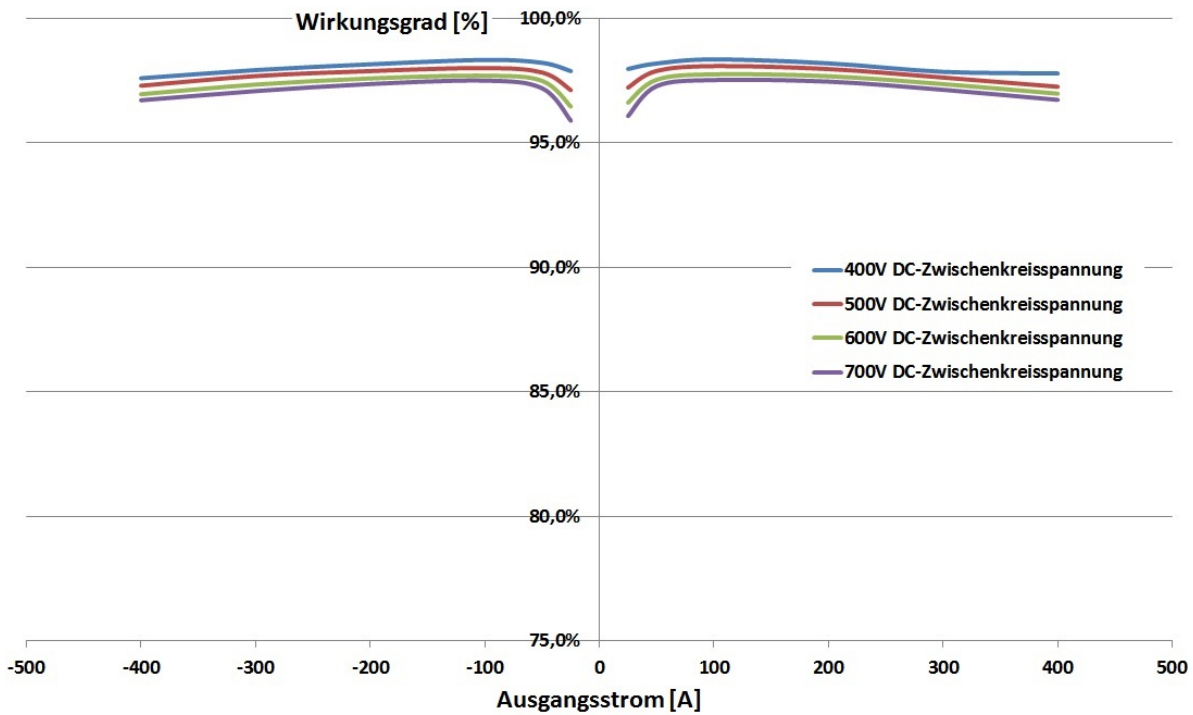 Wirkungsgrad [%]
100,0%
95,0%
90,0%
400V DC-Zwischenkreisspannung
500V DC-Zwischenkreisspannung
600V DC-Zwischenkreisspannung
700V DC-Zwischenkreisspannung
85,0%
80,0%
75,0%
-500 -400 -300 -200 -100 0 100 200 300 400 500
Ausgangsstrom [A]